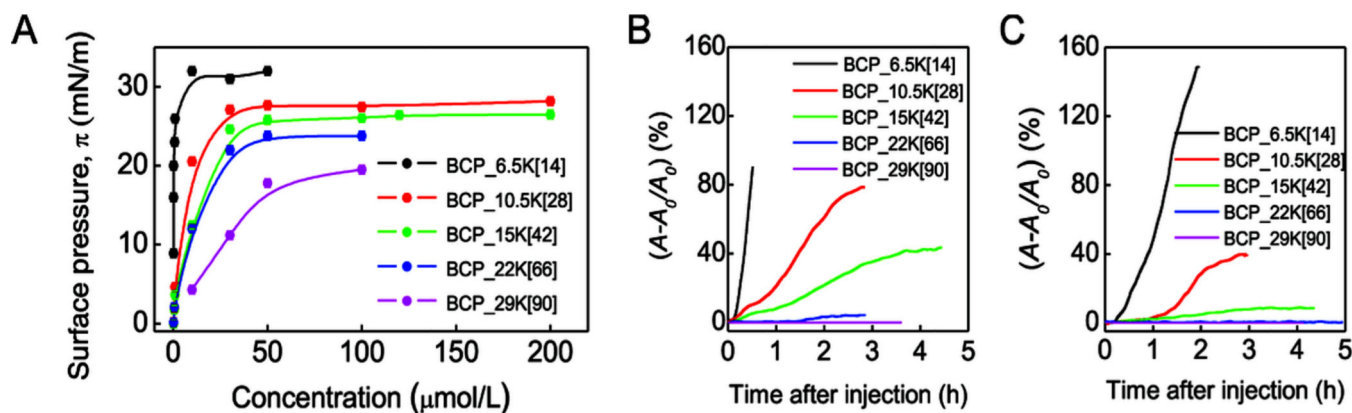 A
Surface pressure, π (mN/m)
30
20
10
0
0
50
100
150
200
Concentration (μmol/L)
BCP_6.5K[14]
BCP_10.5K[28]
BCP_15K[42]
BCP_22K[66]
BCP_29K[90]
B
(A-A0/A0) (%)
160
120
80
40
0
0
1
2
3
4
5
Time after injection (h)
BCP_6.5K[14]
BCP_10.5K[28]
BCP_15K[42]
BCP_22K[66]
BCP_29K[90]
C
(A-A0/A0) (%)
160
120
80
40
0
0
1
2
3
4
5
Time after injection (h)
BCP_6.5K[14]
BCP_10.5K[28]
BCP_15K[42]
BCP_22K[66]
BCP_29K[90]